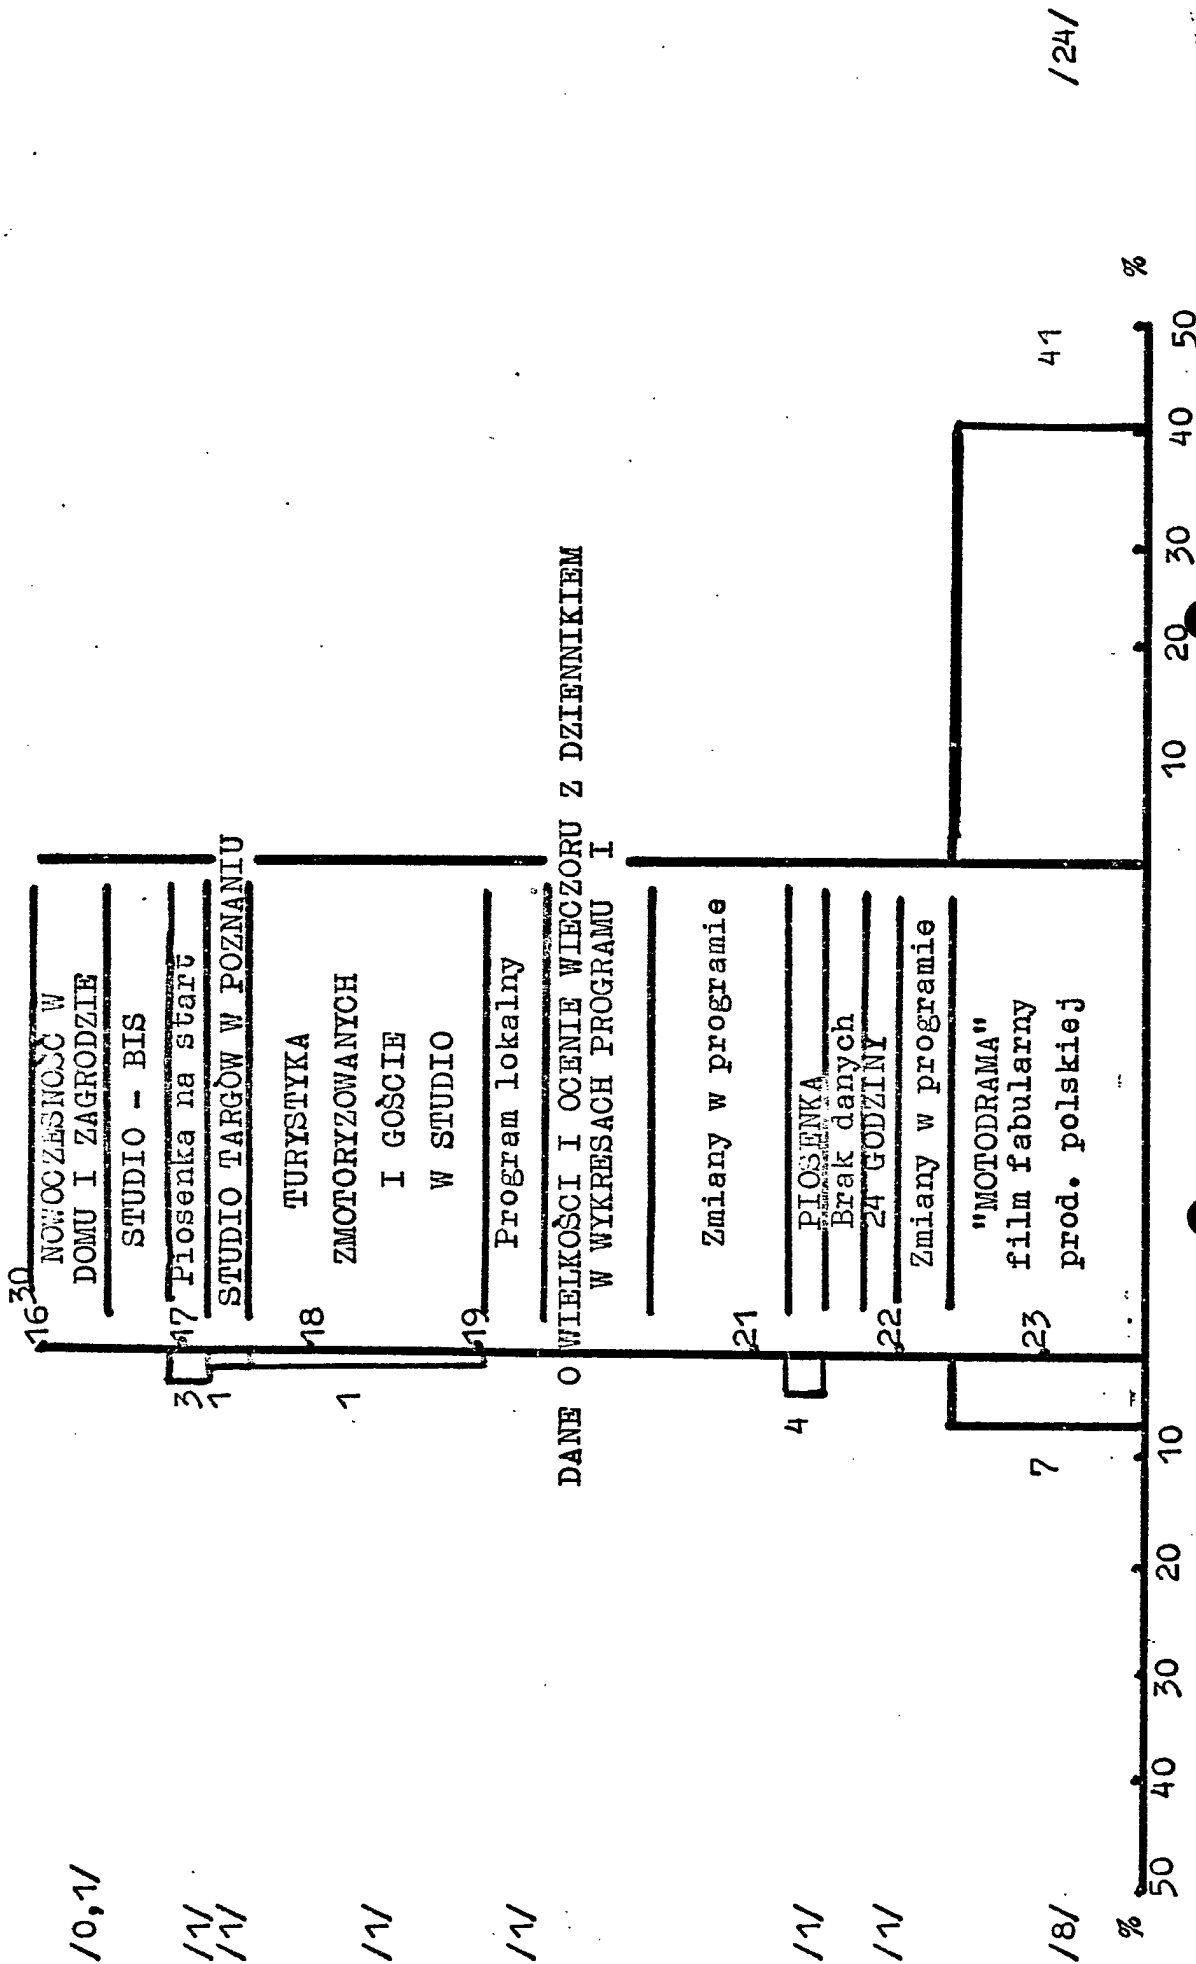 /0,1/ 16³⁰ NOWOCZESNOŚĆ W
DOMU I ZAGRODZIE
STUDIO - BIS
/1/ 3 17 Piosenka na start
/1/ 1 STUDIO TARGÓW W POZNANIU
18 TURYSTYKA
/1/ 1 ZMOTORYZOWANYCH
I GOŚCIE
W STUDIO
19
/1/ Program lokalny
DANE O WIELKOŚCI I OCENIE WIECZORU Z DZIENNIKIEM
W WYKRESACH PROGRAMU I
Zmiany w programie
21
/1/ 4 PIOSENKA
Brak danych
/1/ 24 GODZINY
22
Zmiany w programie
"MOTODRAMA"
23 film fabularny
/8/ 7 prod. polskiej 41 /24/
% %
50 40 30 20 10 10 20 30 40 50